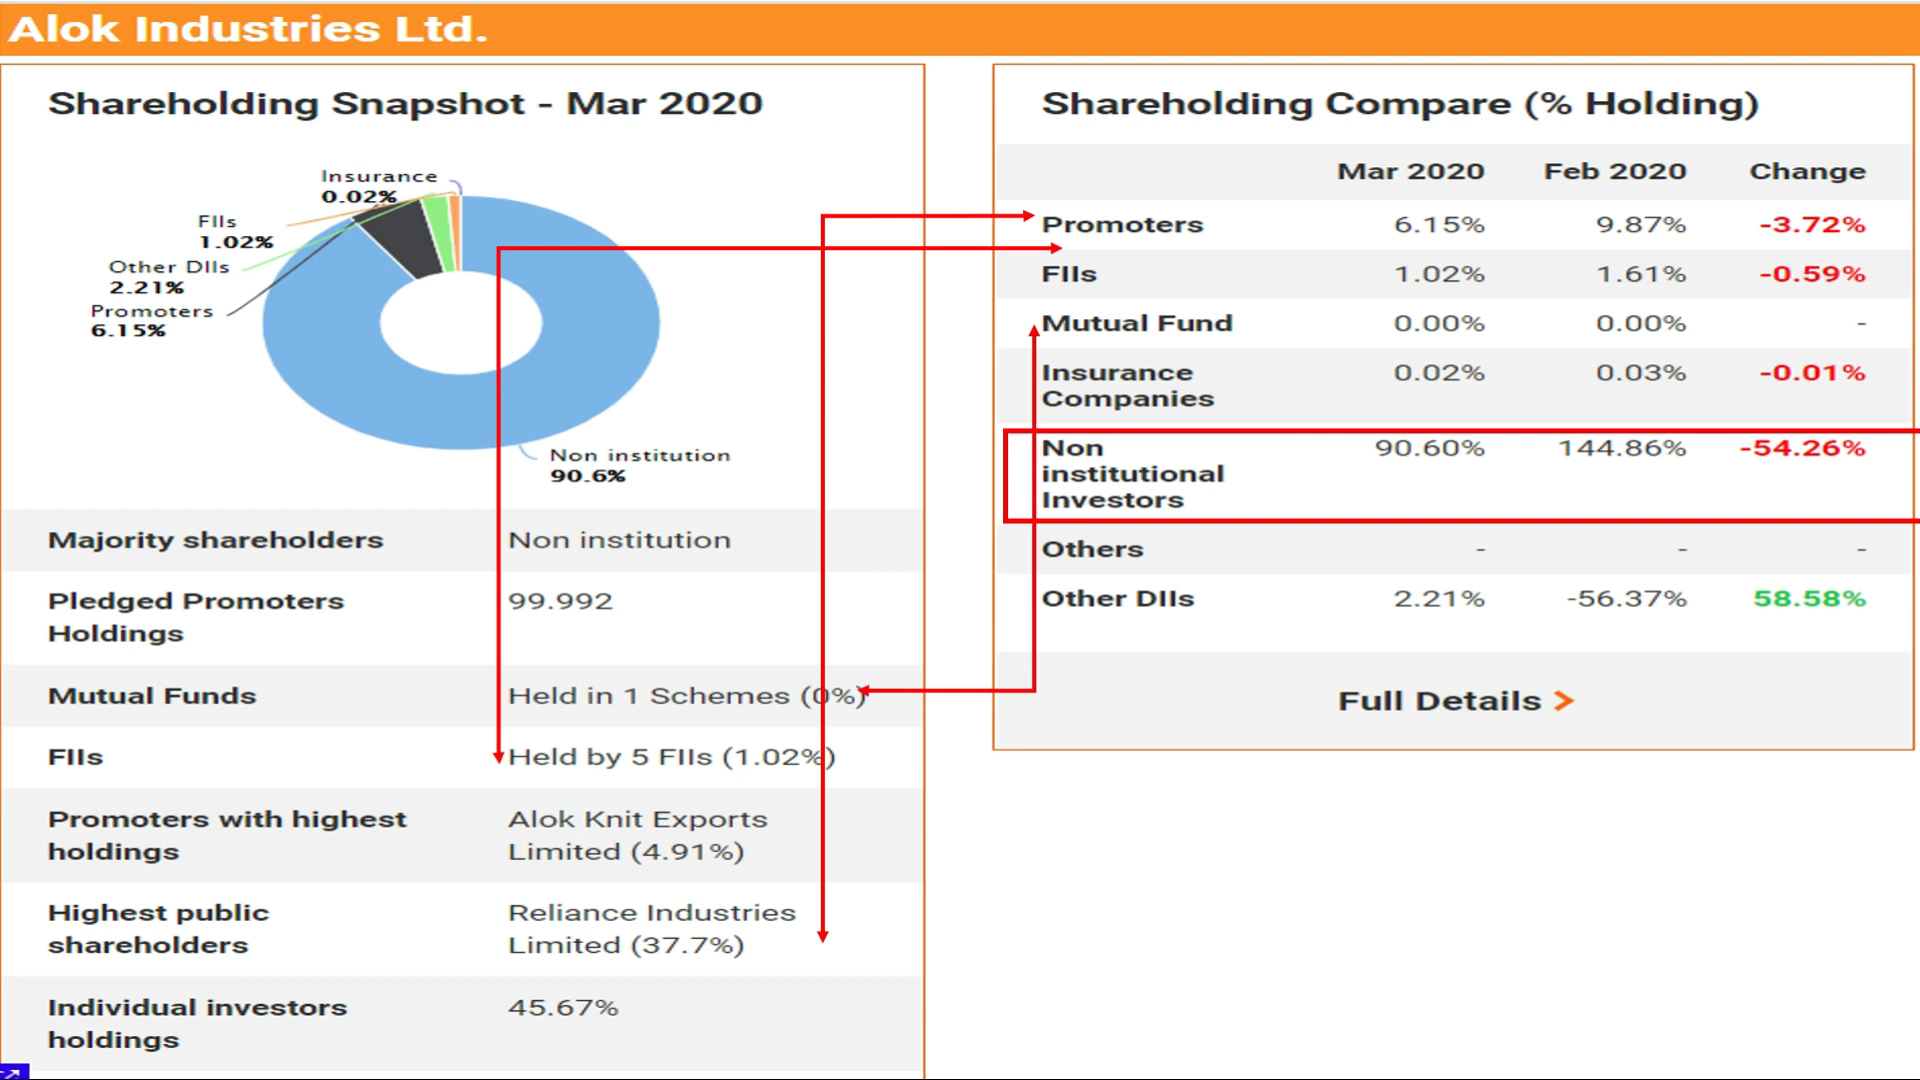 Alok Industries Ltd.
Shareholding Snapshot - Mar 2020
Insurance
0.02%
FIIs
1.02%
Other DIIs
2.21%
Promoters
6.15%
Non institution
90.6%
Majority shareholders Non institution
Pledged Promoters 99.992
Holdings
Mutual Funds Held in 1 Schemes (0%)
FIIs Held by 5 FIIs (1.02%)
Promoters with highest Alok Knit Exports
holdings Limited (4.91%)
Highest public Reliance Industries
shareholders Limited (37.7%)
Individual investors 45.67%
holdings
Shareholding Compare (% Holding)
Mar 2020 Feb 2020 Change
Promoters 6.15% 9.87% -3.72%
FIIs 1.02% 1.61% -0.59%
Mutual Fund 0.00% 0.00% -
Insurance 0.02% 0.03% -0.01%
Companies
Non 90.60% 144.86% -54.26%
institutional
Investors
Others - - -
Other DIIs 2.21% -56.37% 58.58%
Full Details >